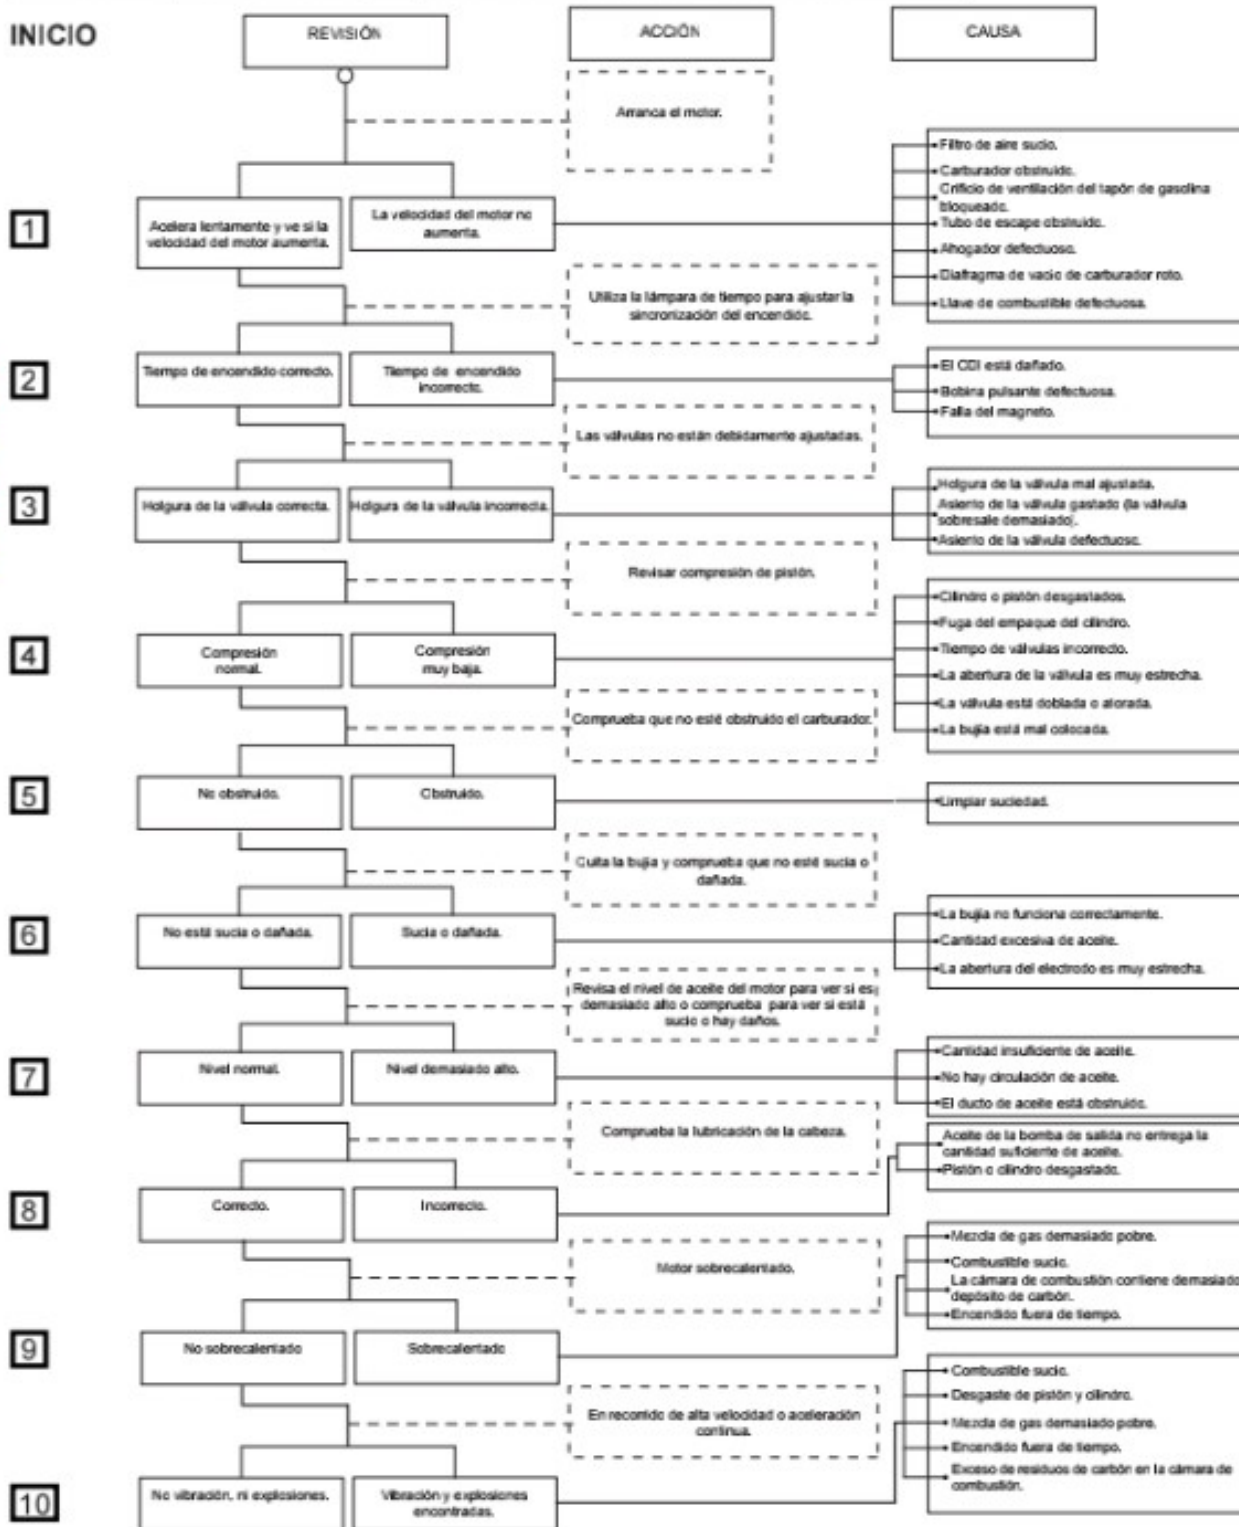 INICIO
REVISIÓN
ACCIÓN
CAUSA
Arranca el motor.
1
Acelera lentamente y ve si la
velocidad del motor aumenta.
La velocidad del motor no
aumenta.
Filtro de aire sucio.
Carburador obstruido.
Orificio de ventilación del tapón de gasolina
bloqueado.
Tubo de escape obstruido.
Ahogador defectuoso.
Diafragma de vacio de carburador roto.
Llave de combustible defectuosa.
Utiliza la lámpara de tiempo para ajustar la
sincronización del encendido.
2
Tiempo de encendido correcto.
Tiempo de encendido
incorrecto.
El CDI está dañado.
Bobina pulsante defectuosa.
Falla del magneto.
Las válvulas no están debidamente ajustadas.
3
Holgura de la válvula correcta.
Holgura de la válvula incorrecta.
Holgura de la válvula mal ajustada.
Asiento de la válvula gastado (la válvula
sobresale demasiado).
Asiento de la válvula defectuoso.
Revisar compresión de pistón.
4
Compresión
normal.
Compresión
muy baja.
Cilindro o pistón desgastados.
Fuga del empaque del cilindro.
Tiempo de válvulas incorrecto.
La abertura de la válvula es muy estrecha.
La válvula está doblada o atorada.
La bujía está mal colocada.
Comprueba que no esté obstruido el carburador.
5
No obstruido.
Obstruido.
Limpiar suciedad.
Quita la bujia y comprueba que no esté sucia o
dañada.
6
No está sucia o dañada.
Sucia o dañada.
La bujía no funciona correctamente.
Cantidad excesiva de aceite.
La abertura del electrodo es muy estrecha.
Revisa el nivel de aceite del motor para ver si es
demasiado alto o comprueba para ver si está
sucio o hay daños.
7
Nivel normal.
Nivel demasiado alto.
Cantidad insuficiente de aceite.
No hay circulación de aceite.
El ducto de aceite está obstruido.
Comprueba la lubricación de la cabeza.
8
Correcto.
Incorrecto.
Aceite de la bomba de salida no entrega la
cantidad suficiente de aceite.
Pistón o cilindro desgastado.
Motor sobrecalentado.
9
No sobrecalentado
Sobrecalentado
Mezcla de gas demasiado pobre.
Combustible sucio.
La cámara de combustión contiene demasiado
depósito de carbón.
Encendido fuera de tiempo.
En recorrido de alta velocidad o aceleración
continua.
10
No vibración, ni explosiones.
Vibración y explosiones
encontradas.
Combustible sucio.
Desgaste de pistón y cilindro.
Mezcla de gas demasiado pobre.
Encendido fuera de tiempo.
Exceso de residuos de carbón en la cámara de
combustión.